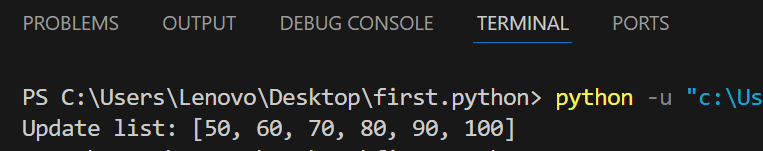 PROBLEMS OUTPUT DEBUG CONSOLE TERMINAL PORTS
PS C:\Users\Lenovo\Desktop\first.python> python -u "c:\Us
Update list: [50, 60, 70, 80, 90, 100]